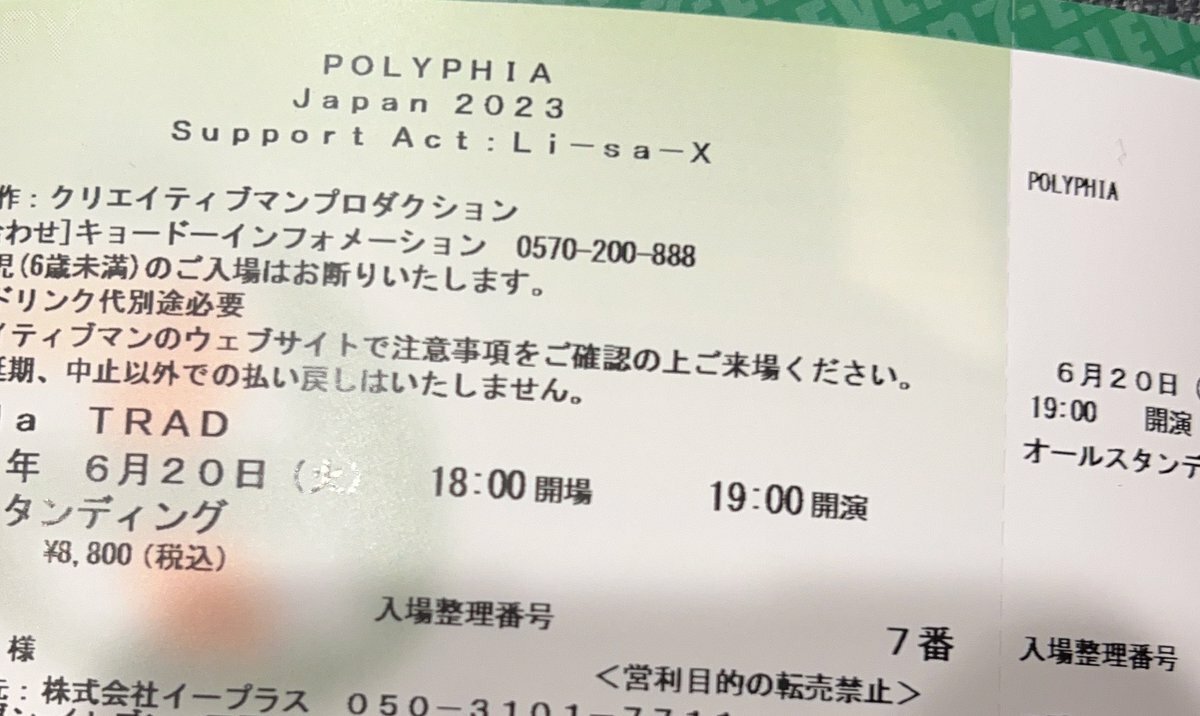 POLYPHIA
Japan 2023
Support Act:Li-sa-X
作:クリエイティブマンプロダクション
合わせ]キョードーインフォメーション 0570-200-888
児(6歳未満)のご入場はお断りいたします。
ドリンク代別途必要
イティブマンのウェブサイトで注意事項をご確認の上ご来場ください。
延期、中止以外での払い戻しはいたしません。
a TRAD
年 6月20日(火) 18:00開場 19:00開演
タンディング
¥8,800(税込)
入場整理番号
7番
様
<営利目的の転売禁止>
元:株式会社イープラス 050-3101-
POLYPHIA
6月20日(
19:00 開演
オールスタンデ
入場整理番号
ELEVEN